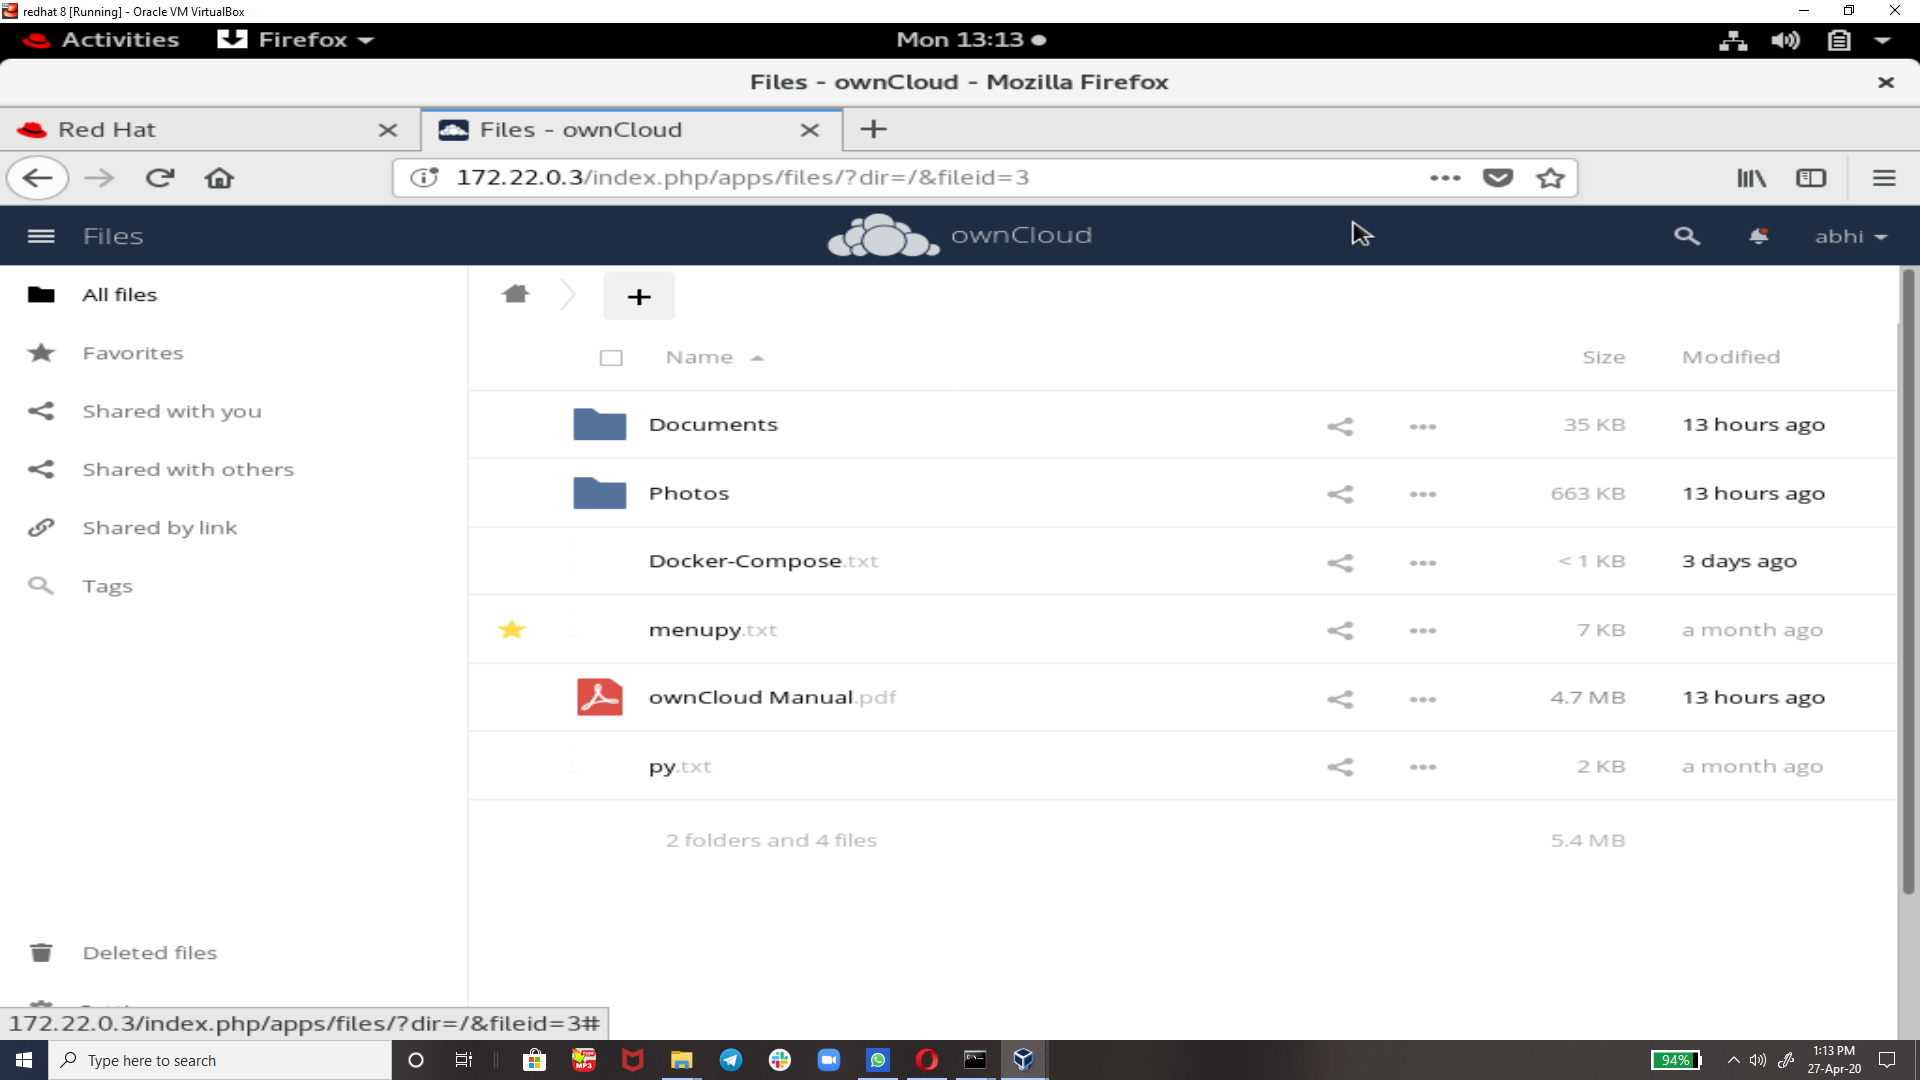 redhat 8 [Running] - Oracle VM VirtualBox
Activities Firefox Mon 13:13
Files - ownCloud - Mozilla Firefox
Red Hat Files - ownCloud
172.22.0.3/index.php/apps/files/?dir=/&fileid=3
Files ownCloud abhi
All files
Favorites
Shared with you
Shared with others
Shared by link
Tags
Deleted files
Name Size Modified
Documents 35 KB 13 hours ago
Photos 663 KB 13 hours ago
Docker-Compose.txt < 1 KB 3 days ago
menupy.txt 7 KB a month ago
ownCloud Manual.pdf 4.7 MB 13 hours ago
py.txt 2 KB a month ago
2 folders and 4 files 5.4 MB
172.22.0.3/index.php/apps/files/?dir=/&fileid=3#
Type here to search
MP3
94%
1:13 PM
27-Apr-20